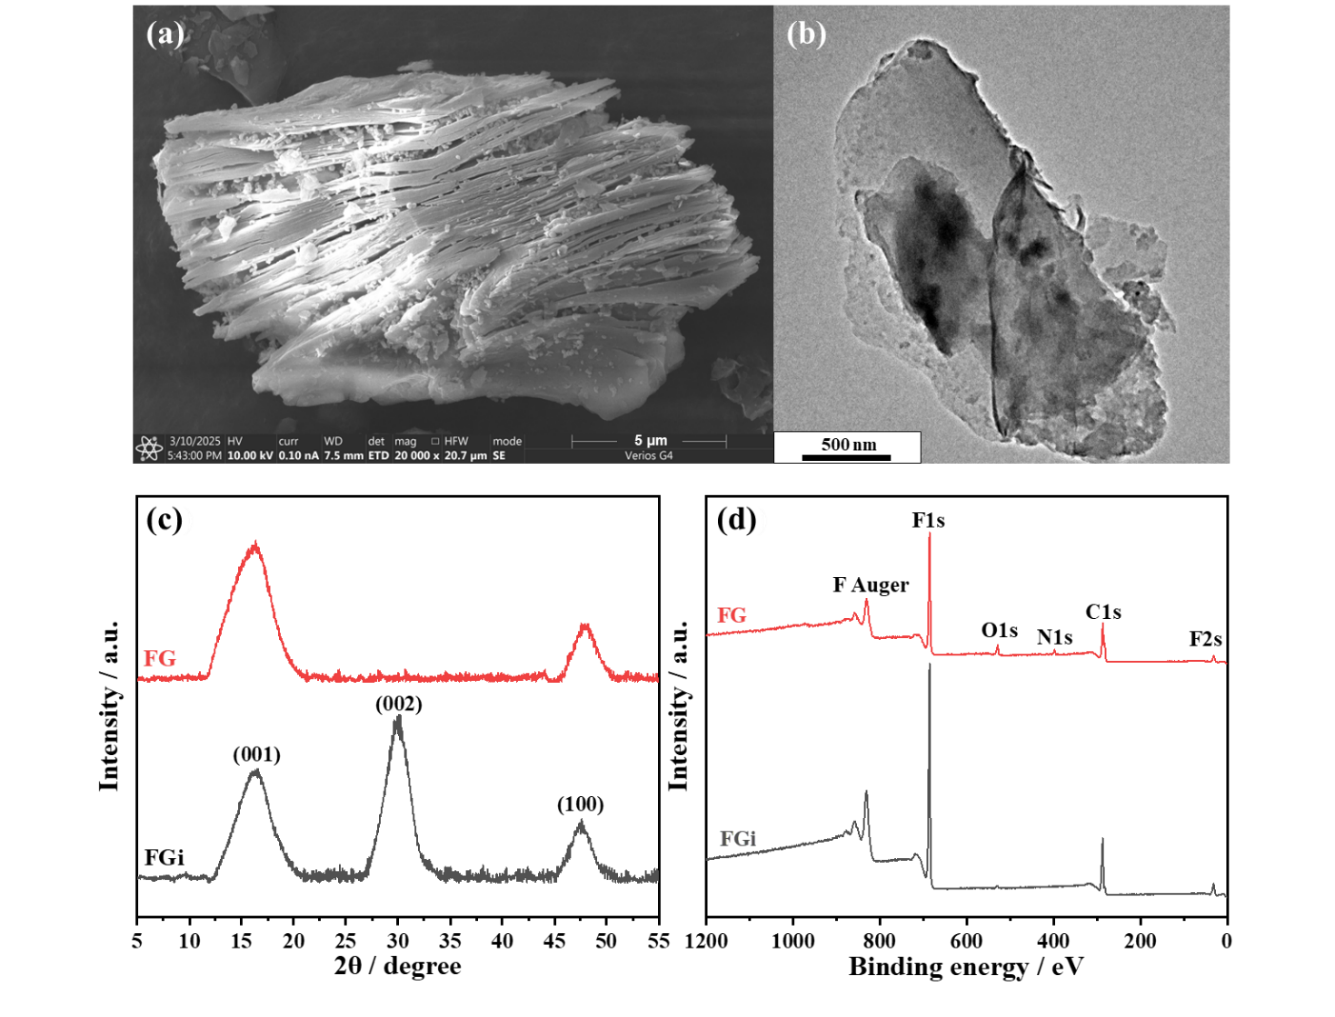 (a)
(b)
3/10/2025 HV curr WD det mag □ HFW mode
5:43:00 PM 10.00 kV 0.10 nA 7.5 mm ETD 20 000 x 20.7 µm SE
5 µm
Verios G4
500 nm
(c)
FG
(001)
(002)
(100)
FGi
Intensity / a.u.
5 10 15 20 25 30 35 40 45 50 55
2θ / degree
(d)
F1s
F Auger
FG
O1s
N1s
C1s
F2s
FGi
Intensity / a.u.
1200 1000 800 600 400 200 0
Binding energy / eV